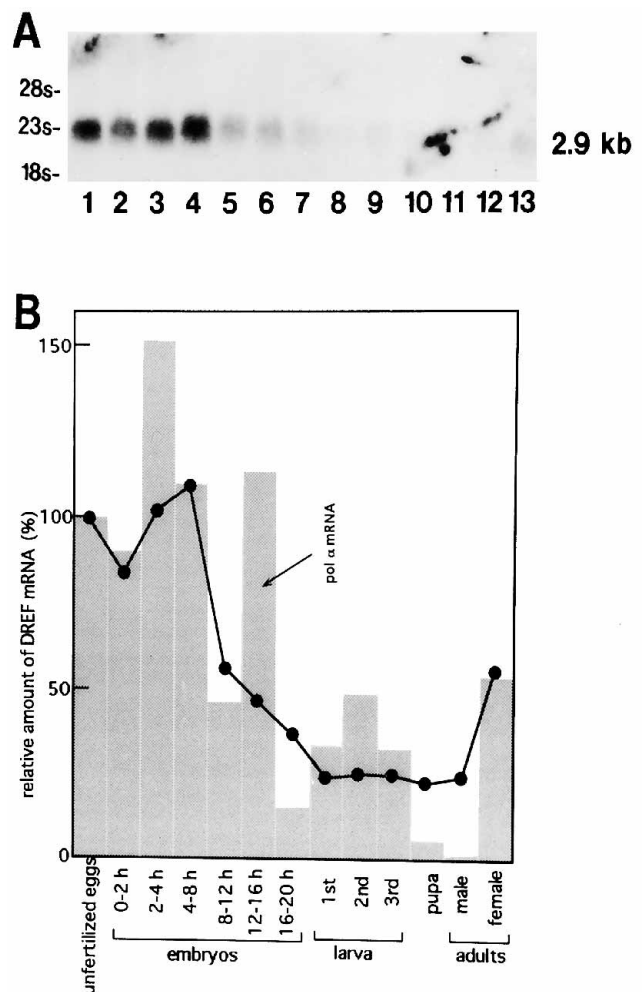 A
28s-
23s-
18s-
2.9 kb
1 2 3 4 5 6 7 8 9 10 11 12 13
B
relative amount of DREF mRNA (%)
150
100
50
0
pol α mRNA
unfertilized eggs
0-2 h
2-4 h
4-8 h
8-12 h
12-16 h
16-20 h
1st
2nd
3rd
pupa
male
female
embryos
larva
adults